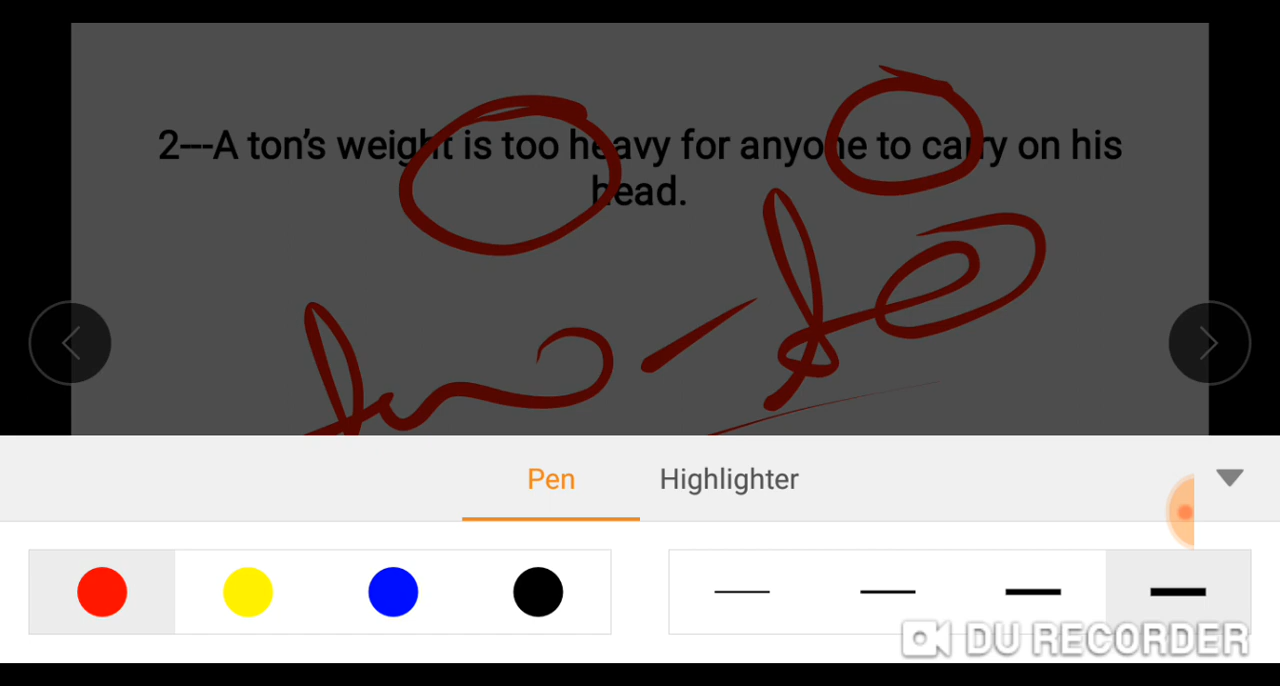 2---A ton's weight is too heavy for anyone to carry on his
head.
Pen Highlighter
DU RECORDER